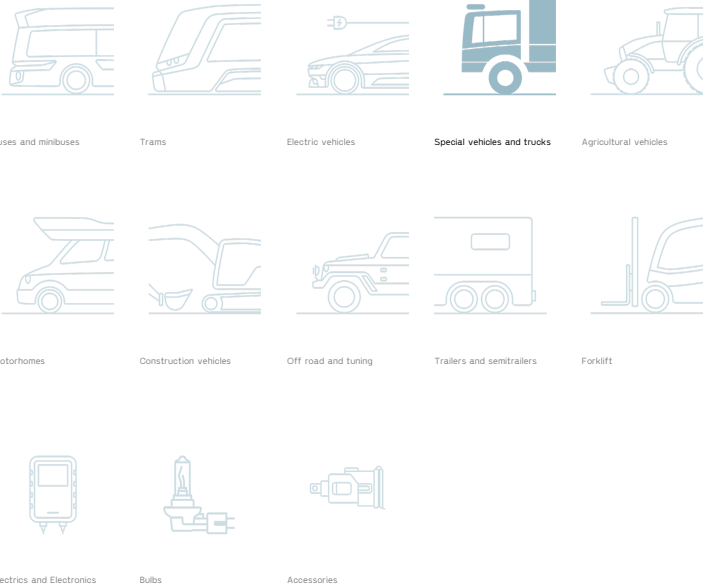 uses and minibuses
Trams
Electric vehicles
Special vehicles and trucks
Agricultural vehicles
otorhomes
Construction vehicles
Off road and tuning
Trailers and semitrailers
Forklift
ectrics and Electronics
Bulbs
Accessories